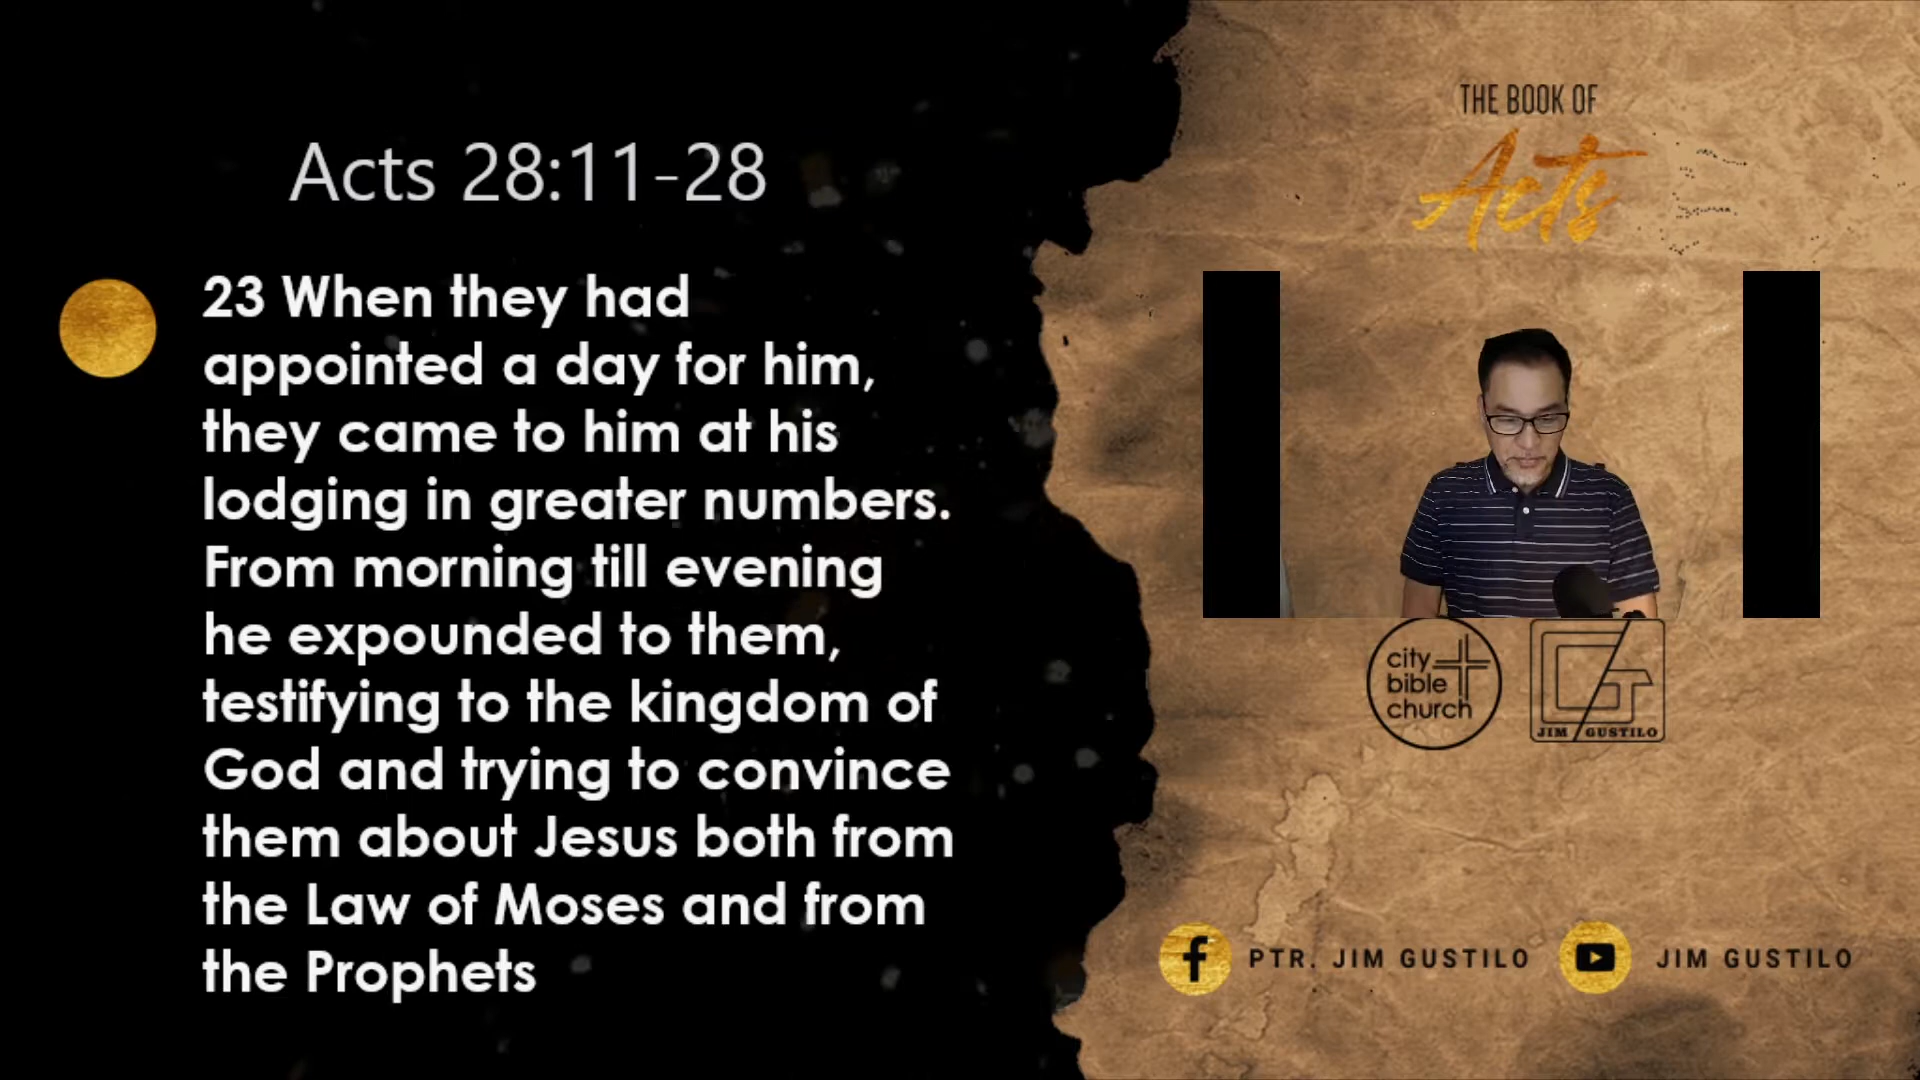 Acts 28:11-28
23 When they had
appointed a day for him,
they came to him at his
lodging in greater numbers.
From morning till evening
he expounded to them,
testifying to the kingdom of
God and trying to convince
them about Jesus both from
the Law of Moses and from
the Prophets
THE BOOK OF
Acts
city
bible
church
JIM GUSTILO
PTR. JIM GUSTILO
JIM GUSTILO